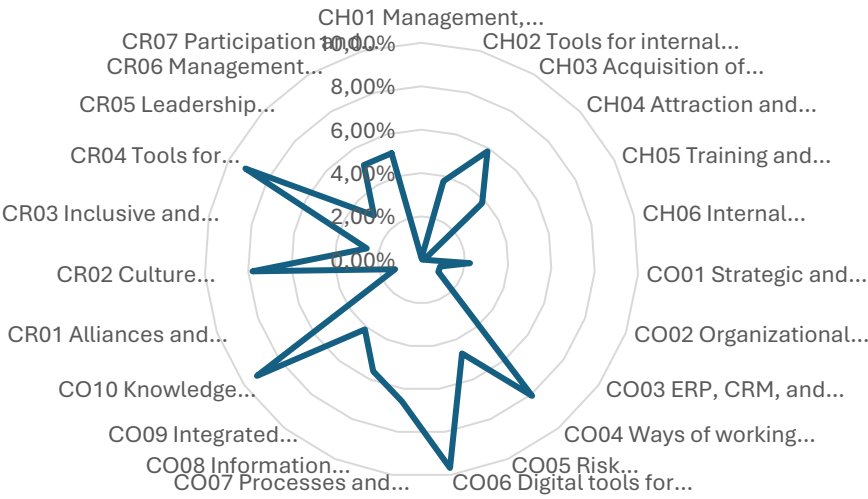 CH01 Management,...
CH02 Tools for internal...
CH03 Acquisition of...
CH04 Attraction and...
CH05 Training and...
CH06 Internal...
CO01 Strategic and...
CO02 Organizational...
CO03 ERP, CRM, and...
CO04 Ways of working...
CO05 Risk...
CO06 Digital tools for...
CO07 Processes and...
CO08 Information...
CO09 Integrated...
CO10 Knowledge...
CR01 Alliances and...
CR02 Culture...
CR03 Inclusive and...
CR04 Tools for...
CR05 Leadership...
CR06 Management...
CR07 Participation and...
10,00%
8,00%
6,00%
4,00%
2,00%
0,00%